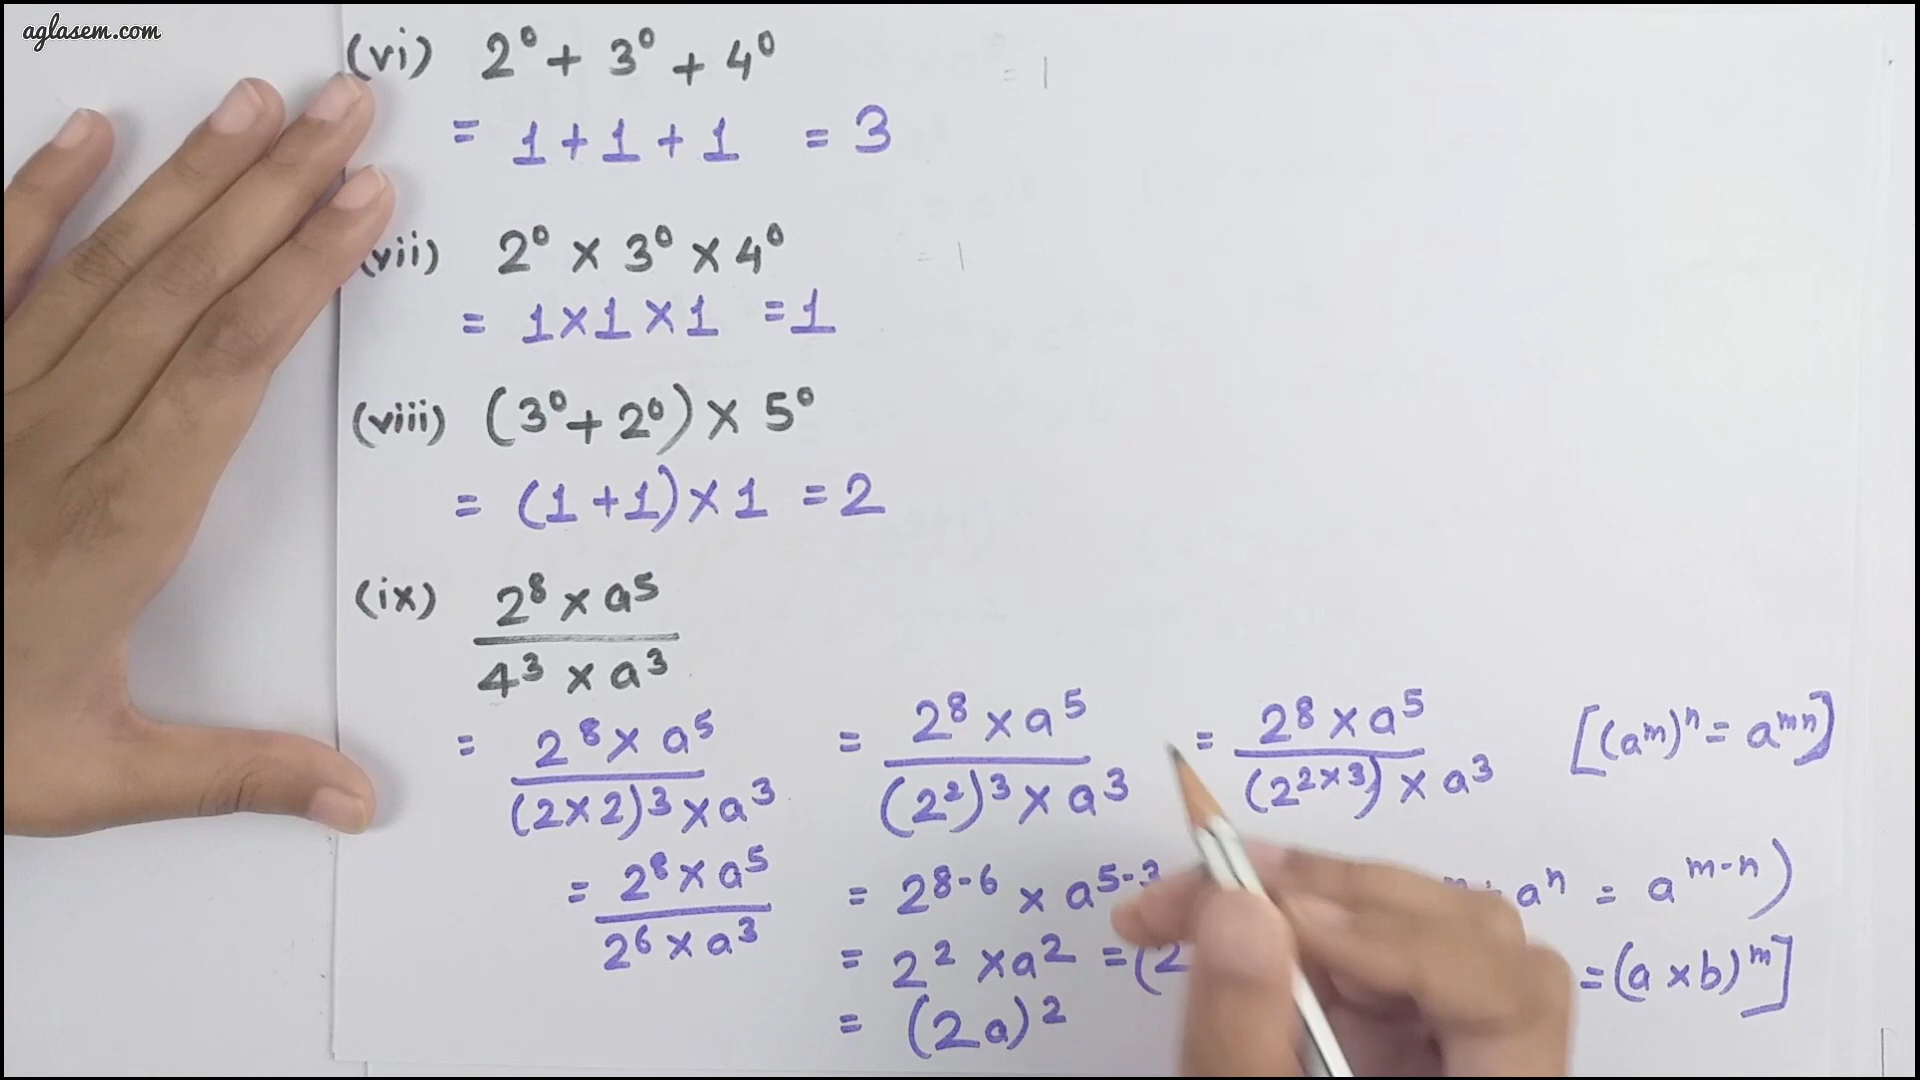 aglasem.com
(vi) 2⁰ + 3⁰ + 4⁰
= 1 + 1 + 1 = 3
(vii) 2⁰ × 3⁰ × 4⁰
= 1 × 1 × 1 = 1
(viii) (3⁰ + 2⁰) × 5⁰
= (1 + 1) × 1 = 2
(ix) 2⁸ × a⁵
4³ × a³
= 2⁸ × a⁵ / (2 × 2)³ × a³ = 2⁸ × a⁵ / (2²)³ × a³ = 2⁸ × a⁵ / (2²ˣ³) × a³ [(aᵐ)ⁿ = aᵐⁿ]
= 2⁸ × a⁵ / 2⁶ × a³ = 2⁸⁻⁶ × a⁵⁻³ aⁿ = aᵐ⁻ⁿ)
= 2² × a² = (2 = (a × b)ᵐ]
= (2a)²